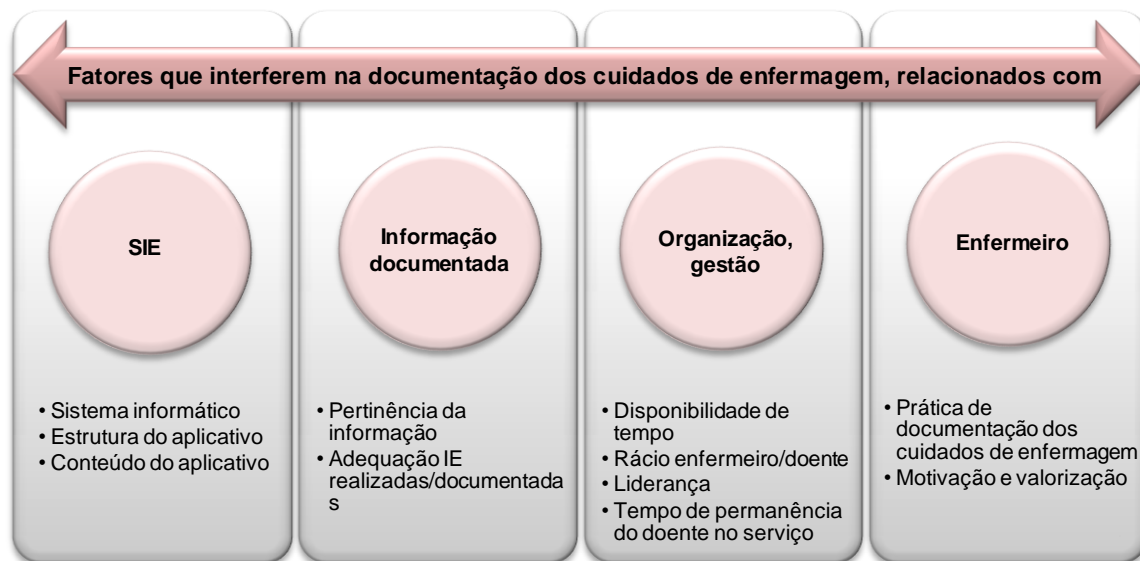 Fatores que interferem na documentação dos cuidados de enfermagem, relacionados com
SIE
• Sistema informático
• Estrutura do aplicativo
• Conteúdo do aplicativo
Informação
documentada
• Pertinência da
informação
• Adequação IE
realizadas/documentada
s
Organização,
gestão
• Disponibilidade de
tempo
• Rácio enfermeiro/doente
• Liderança
• Tempo de permanência
do doente no serviço
Enfermeiro
• Prática de
documentação dos
cuidados de enfermagem
• Motivação e valorização